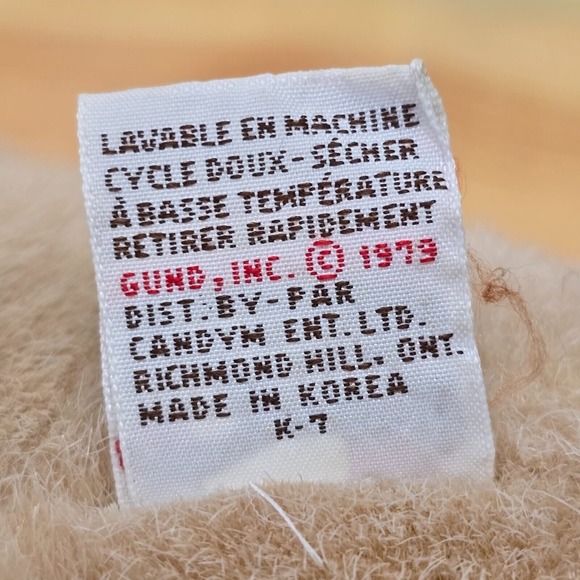 LAVABLE EN MACHINE
CYCLE DOUX-SÉCHER
À BASSE TEMPÉRATURE
RETIRER RAPIDEMENT
GUND, INC. © 1979
DIST. BY-PAR
CANDYM ENT. LTD.
RICHMOND HILL, ONT.
MADE IN KOREA
K-7